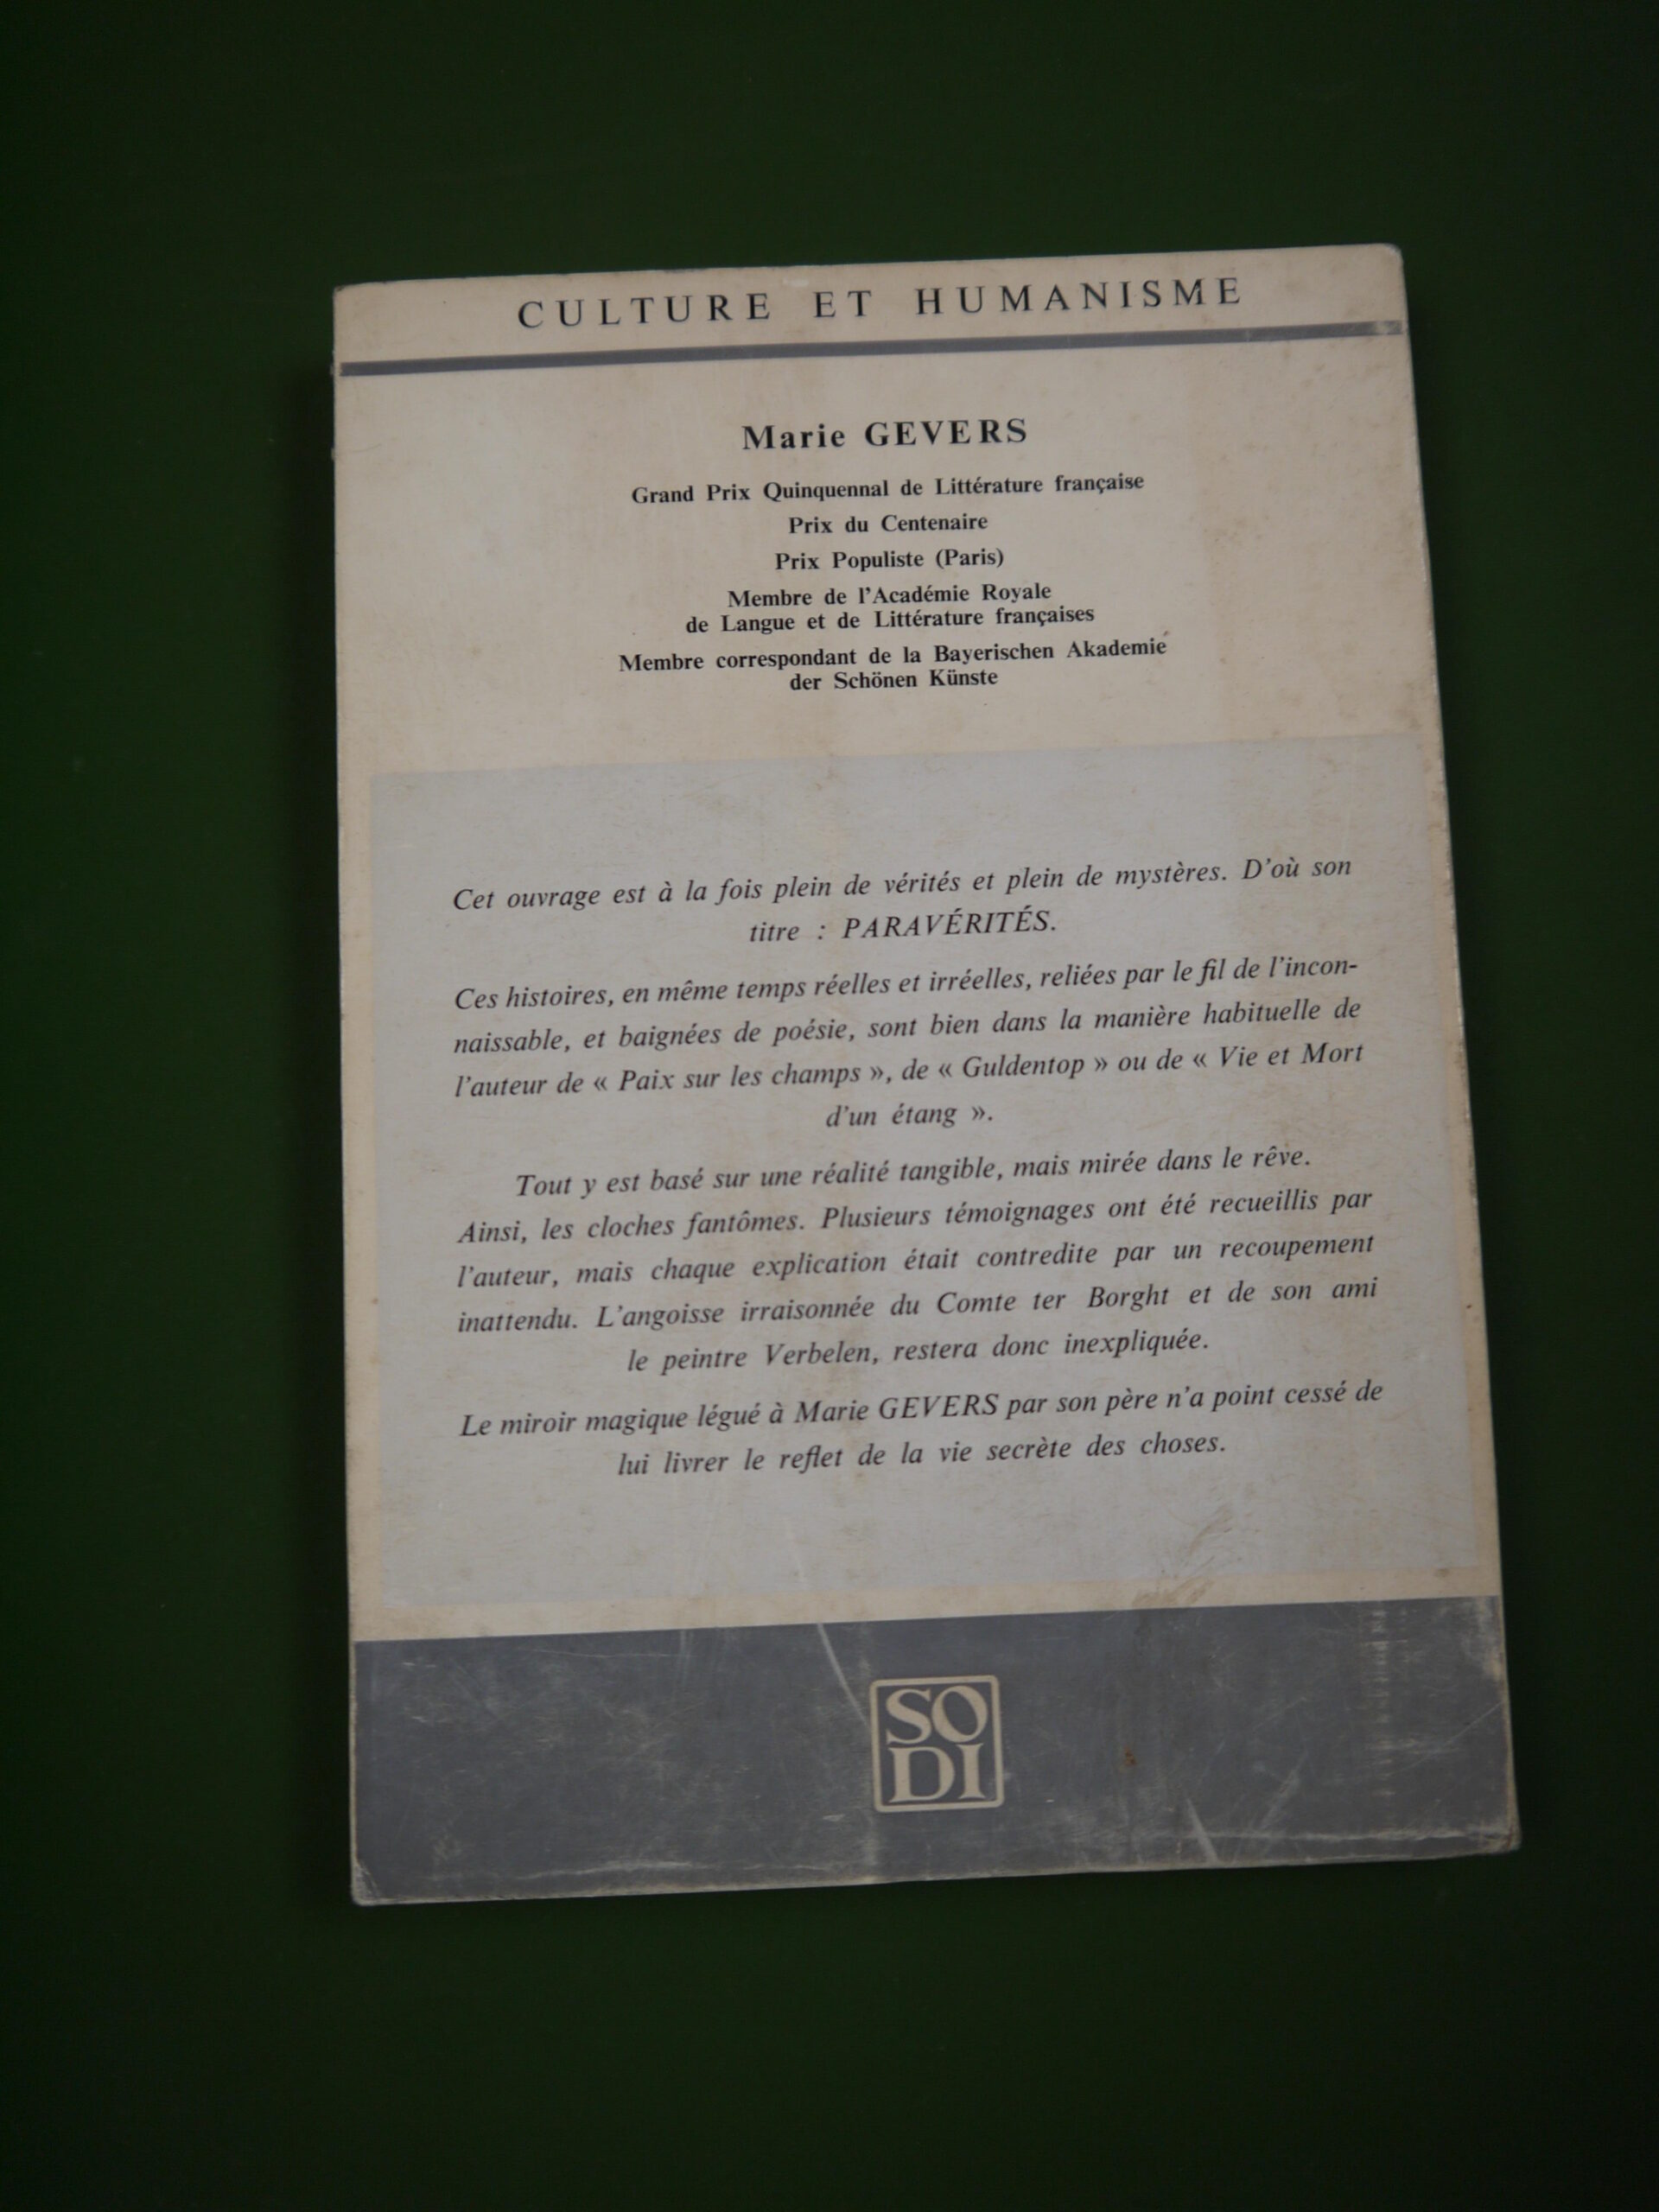 CULTURE ET HUMANISME
Marie GEVERS
Grand Prix Quinquennal de Littérature française
Prix du Centenaire
Prix Populiste (Paris)
Membre de l'Académie Royale
de Langue et de Littérature françaises
Membre correspondant de la Bayerischen Akademie
der Schönen Künste
Cet ouvrage est à la fois plein de vérités et plein de mystères. D'où son
titre : PARAVÉRITÉS.
Ces histoires, en même temps réelles et irréelles, reliées par le fil de l'incon-
naissable, et baignées de poésie, sont bien dans la manière habituelle de
l'auteur de « Paix sur les champs », de « Guldentop » ou de « Vie et Mort
d'un étang ».
Tout y est basé sur une réalité tangible, mais mirée dans le rêve.
Ainsi, les cloches fantômes. Plusieurs témoignages ont été recueillis par
l'auteur, mais chaque explication était contredite par un recoupement
inattendu. L'angoisse irraisonnée du Comte ter Borght et de son ami
le peintre Verbelen, restera donc inexpliquée.
Le miroir magique légué à Marie GEVERS par son père n'a point cessé de
lui livrer le reflet de la vie secrète des choses.
SO
DI